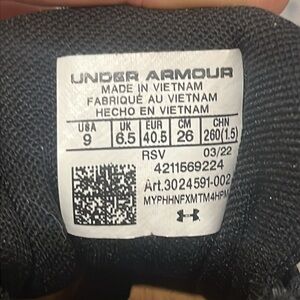 UNDER ARMOUR
MADE IN VIETNAM
FABRIQUÉ AU VIETNAM
HECHO EN VIETNAM
USA UK EUR CM CHN
9 6.5 40.5 26 260(1.5)
RSV 03/22
4211569224
Art.3024591-002
MYPHHNFXMTM4HPM